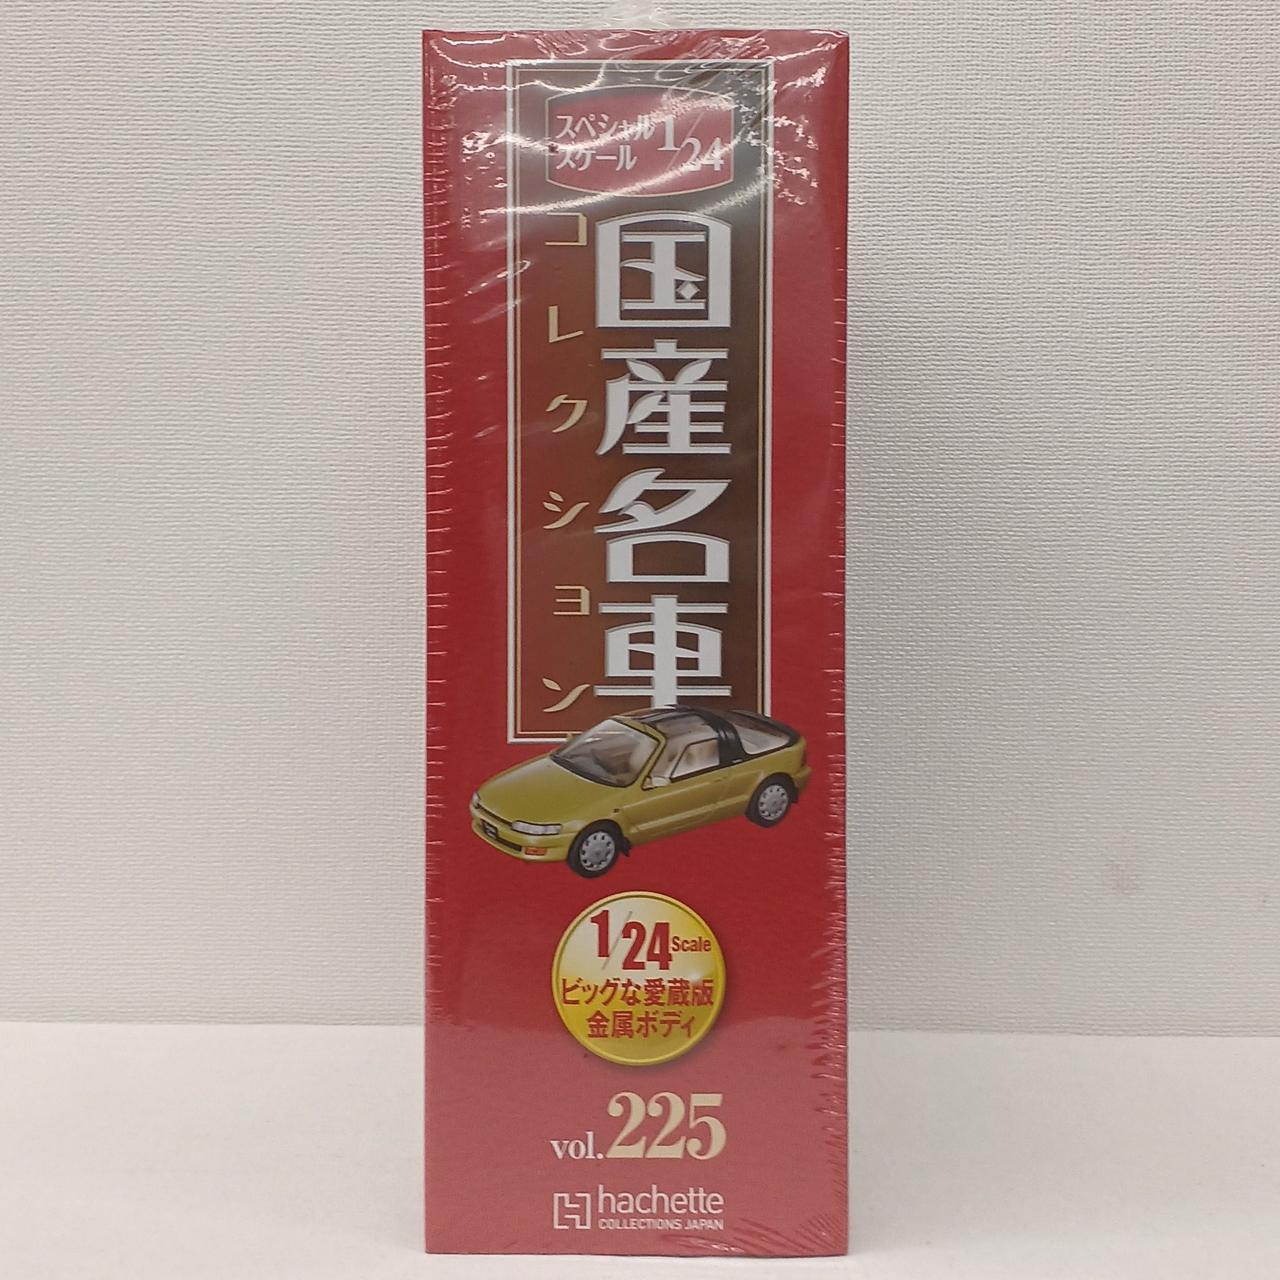 スペシャル
スケール 1/24
国産名車
コレクション
1/24 Scale
ビッグな愛蔵版
金属ボディ
vol.225
hachette
COLLECTIONS JAPAN